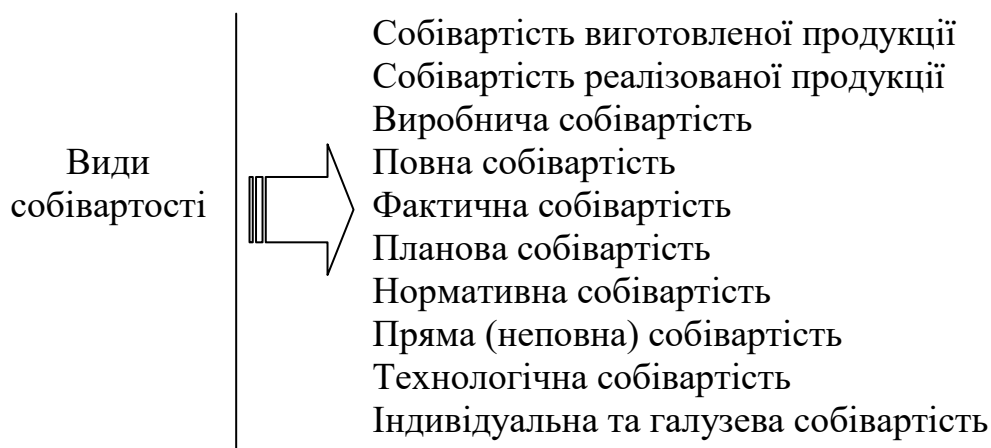 Види
собівартості
Собівартість виготовленої продукції
Собівартість реалізованої продукції
Виробнича собівартість
Повна собівартість
Фактична собівартість
Планова собівартість
Нормативна собівартість
Пряма (неповна) собівартість
Технологічна собівартість
Індивідуальна та галузева собівартість